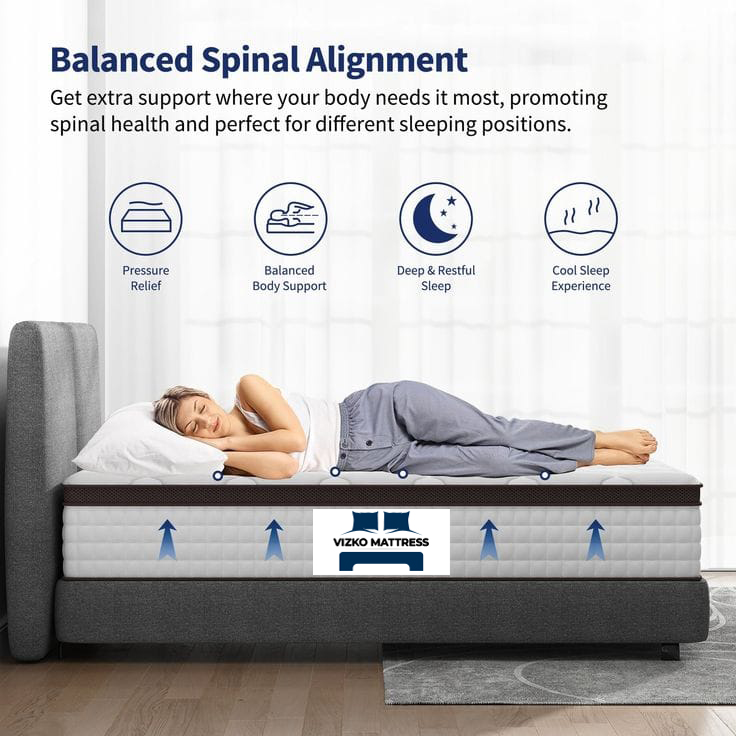 Balanced Spinal Alignment
Get extra support where your body needs it most, promoting
spinal health and perfect for different sleeping positions.
Pressure
Relief
Balanced
Body Support
Deep & Restful
Sleep
Cool Sleep
Experience
VIZKO MATTRESS